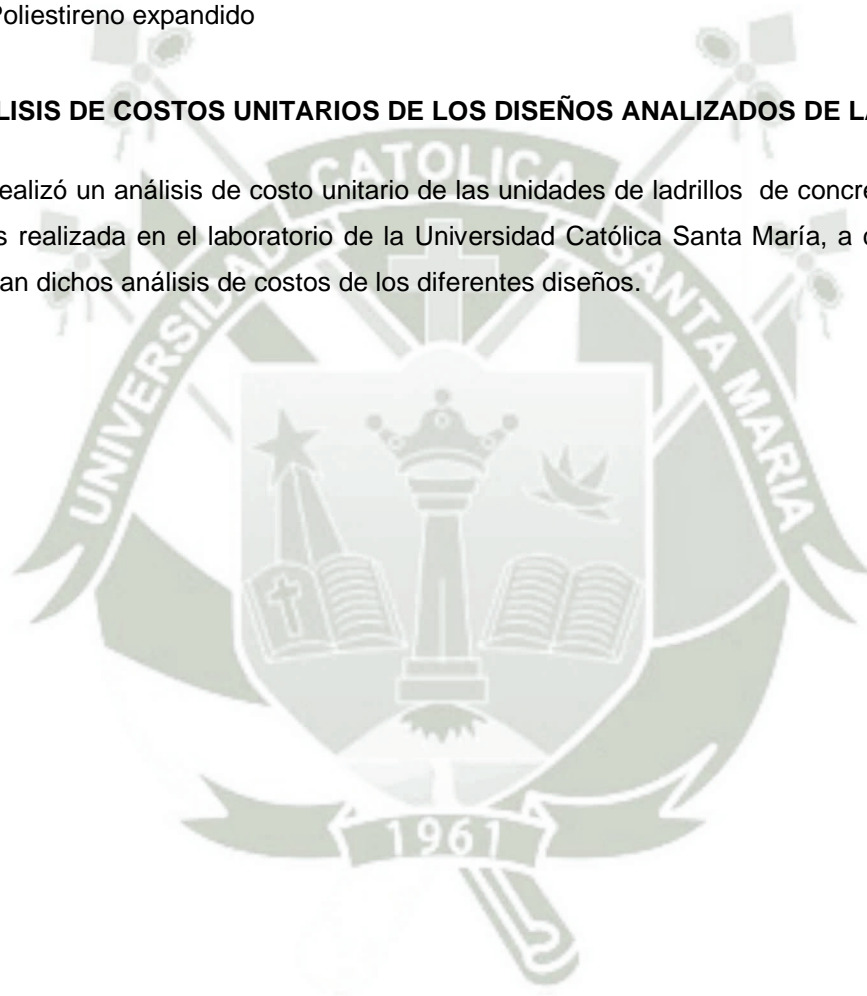 Poliestireno expandido
LISIS DE COSTOS UNITARIOS DE LOS DISEÑOS ANALIZADOS DE
ealizó un análisis de costo unitario de las unidades de ladrillos de
s realizada en el laboratorio de la Universidad Católica Santa María, a
an dichos análisis de costos de los diferentes diseños.
UNIVERSIDAD CATOLICA SANTA MARIA
1961